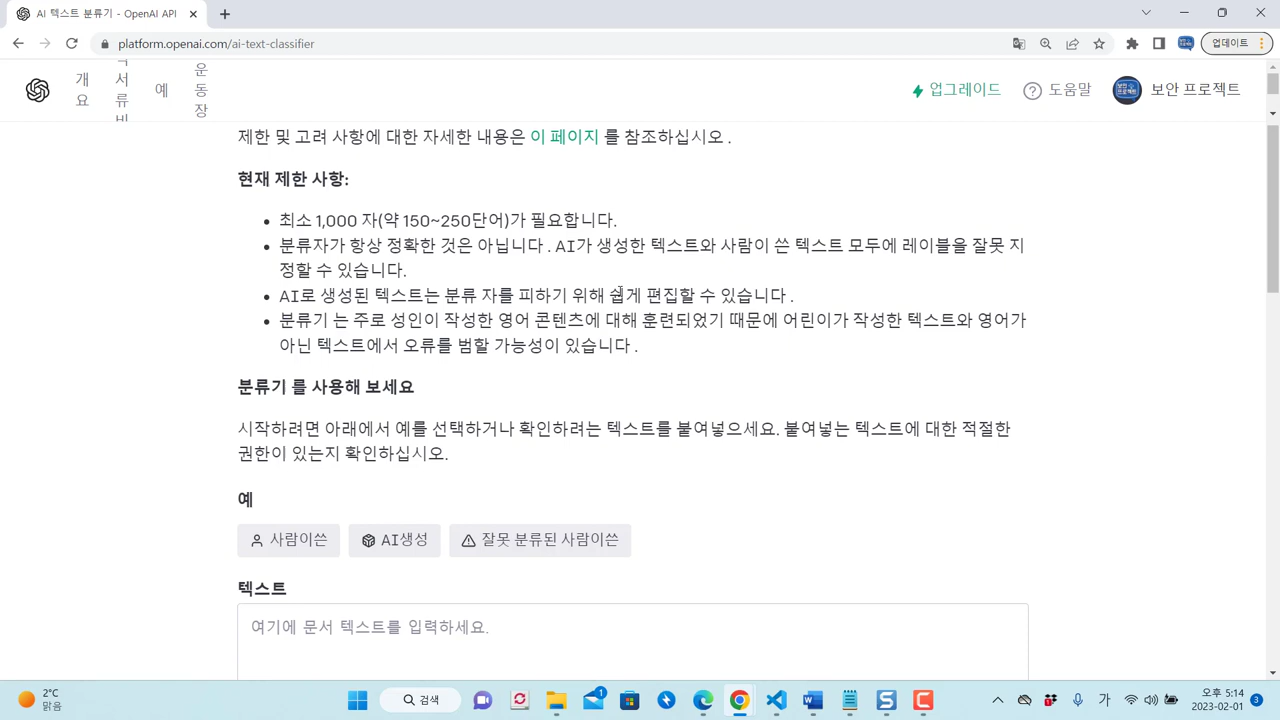 AI 텍스트 분류기 - OpenAI API
platform.openai.com/ai-text-classifier
업데이트
개
요
서
류
예
운
동
장
업그레이드
도움말
보안 프로젝트
제한 및 고려 사항에 대한 자세한 내용은 이 페이지 를 참조하십시오 .
현재 제한 사항:
최소 1,000 자(약 150~250단어)가 필요합니다.
분류자가 항상 정확한 것은 아닙니다 . AI가 생성한 텍스트와 사람이 쓴 텍스트 모두에 레이블을 잘못 지
정할 수 있습니다.
AI로 생성된 텍스트는 분류 자를 피하기 위해 쉽게 편집할 수 있습니다 .
분류기 는 주로 성인이 작성한 영어 콘텐츠에 대해 훈련되었기 때문에 어린이가 작성한 텍스트와 영어가
아닌 텍스트에서 오류를 범할 가능성이 있습니다 .
분류기 를 사용해 보세요
시작하려면 아래에서 예를 선택하거나 확인하려는 텍스트를 붙여넣으세요. 붙여넣는 텍스트에 대한 적절한
권한이 있는지 확인하십시오.
예
사람이쓴
AI생성
잘못 분류된 사람이쓴
텍스트
여기에 문서 텍스트를 입력하세요.
2°C
맑음
검색
1
가
오후 5:14
2023-02-01
3